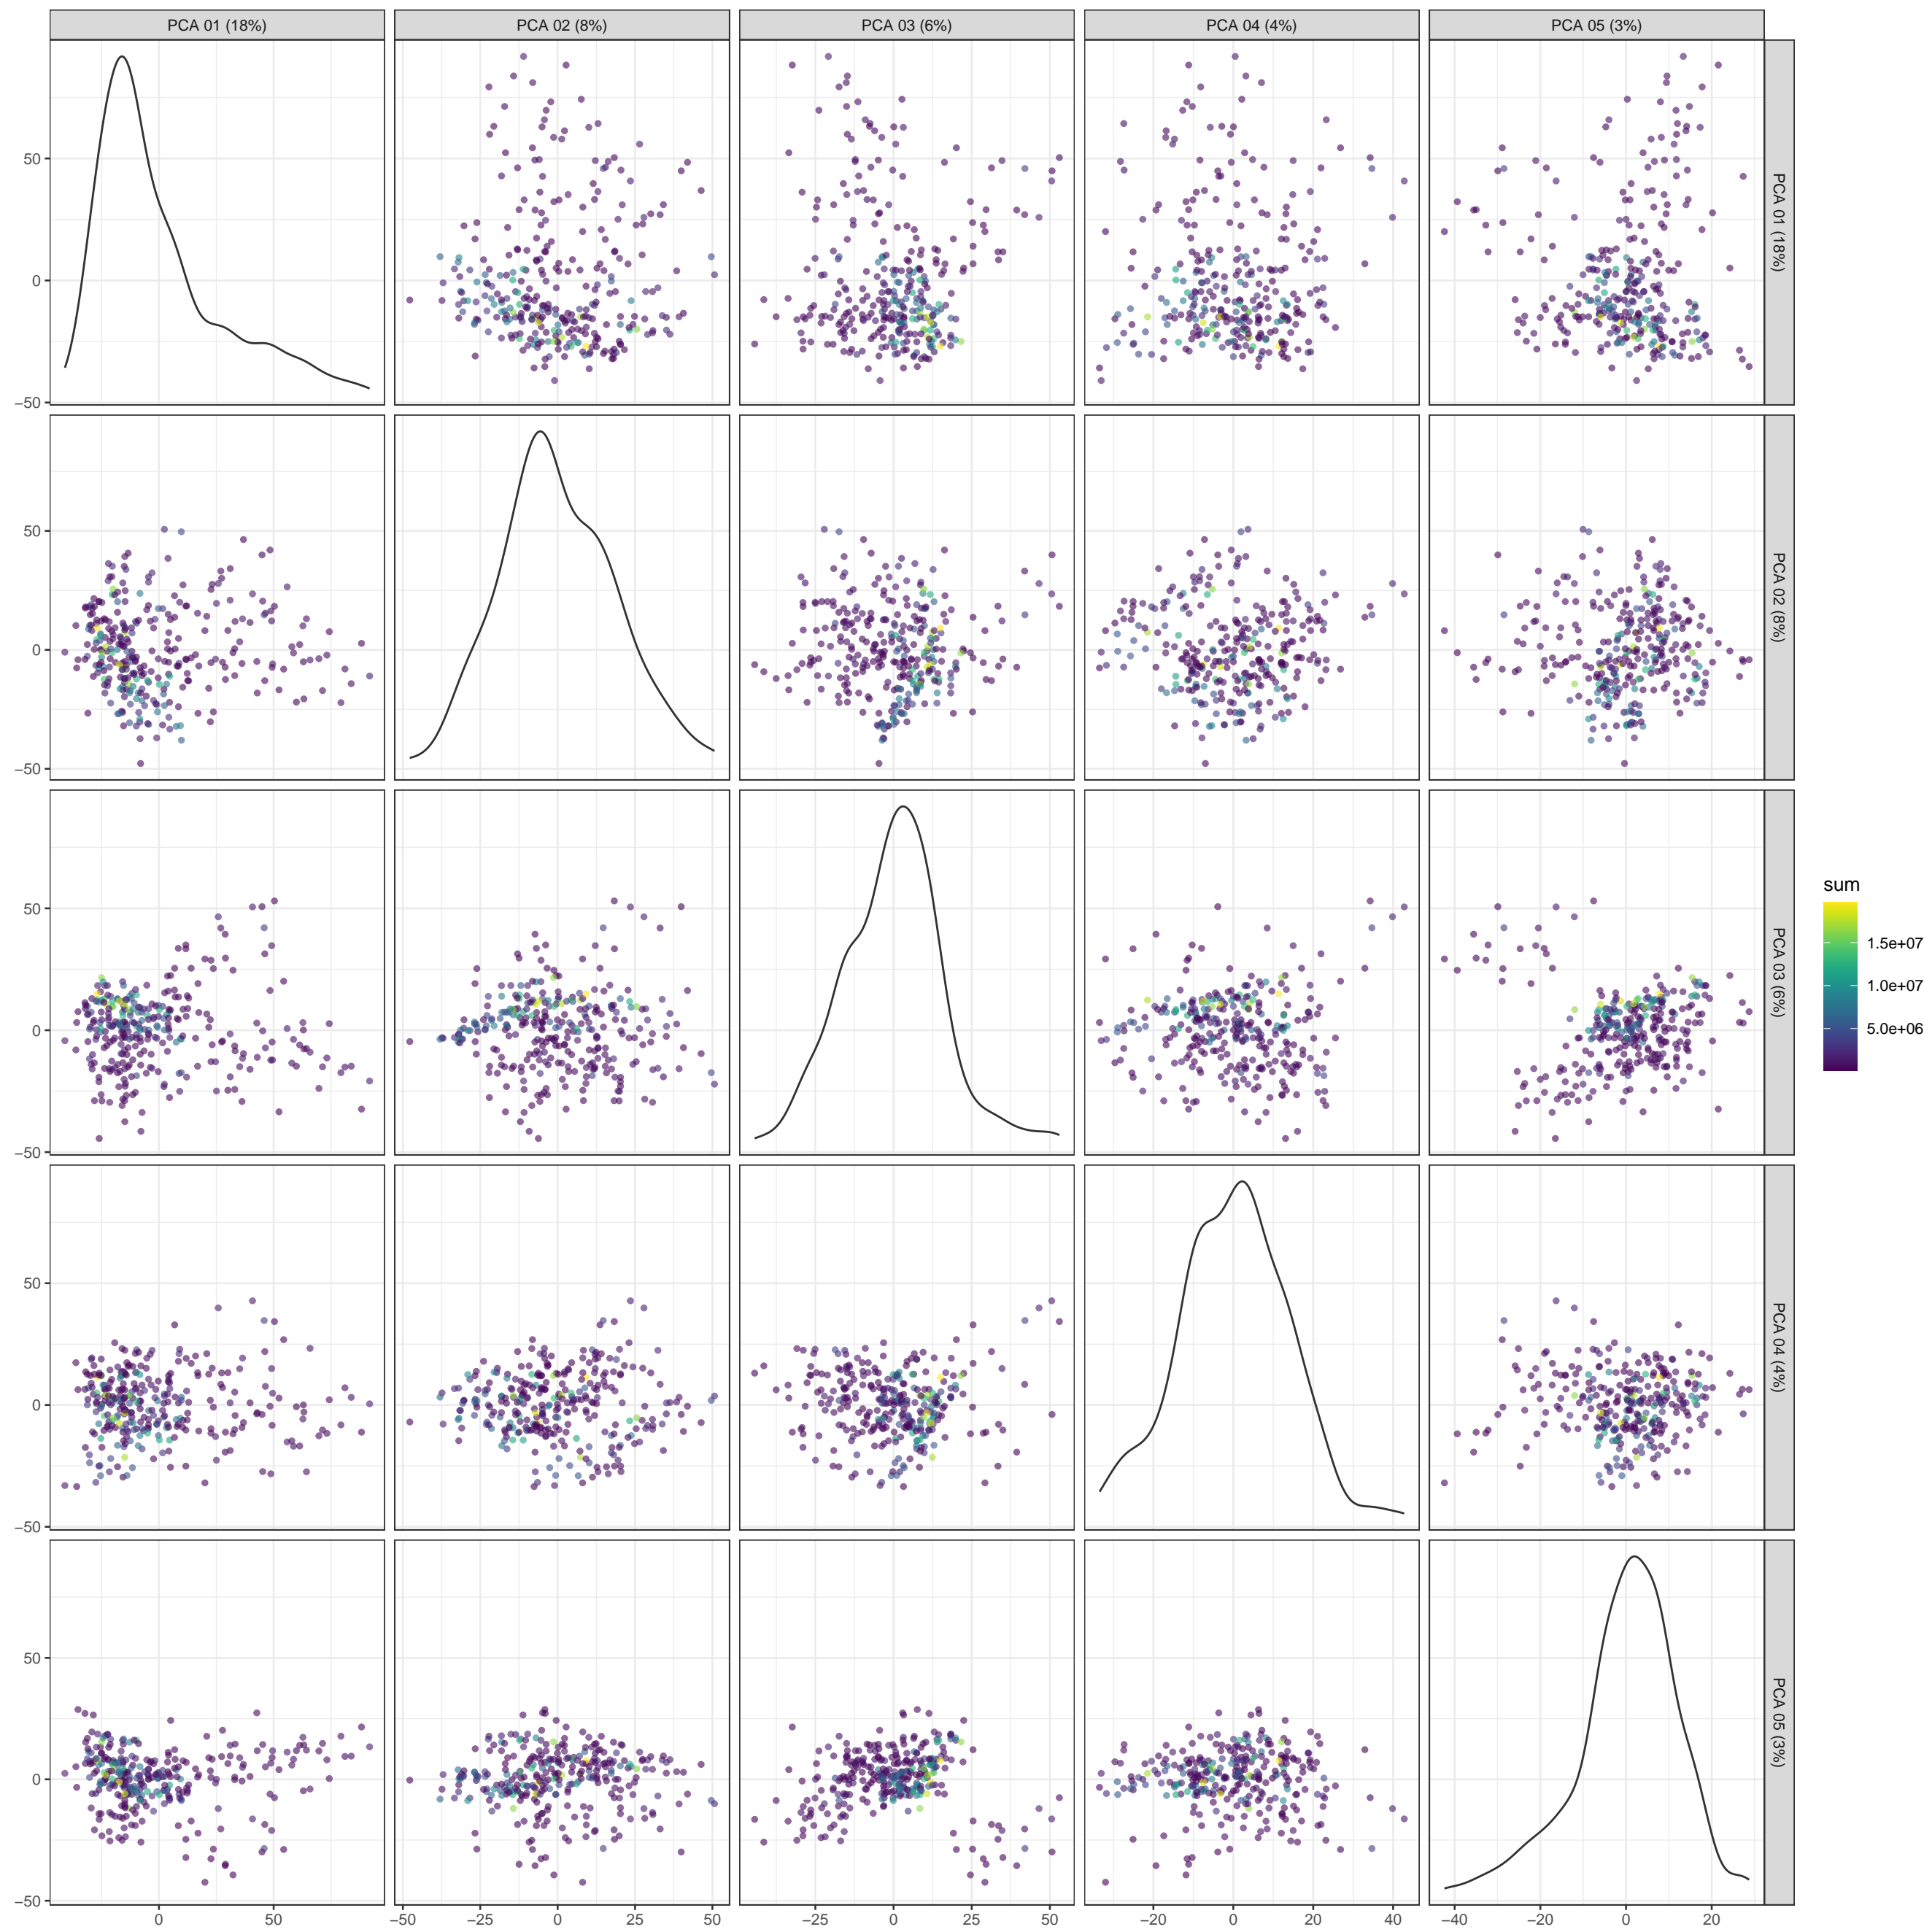 PCA 01 (18%)
PCA 02 (8%)
PCA 03 (6%)
PCA 04 (4%)
PCA 05 (3%)
50
0
−50
PCA 01 (18%)
50
0
−50
PCA 02 (8%)
50
0
−50
PCA 03 (6%)
sum
1.5e+07
1.0e+07
5.0e+06
50
0
−50
PCA 04 (4%)
50
0
−50
PCA 05 (3%)
0 50
−50 −25 0 25 50
−25 0 25 50
−20 0 20 40
−40 −20 0 20